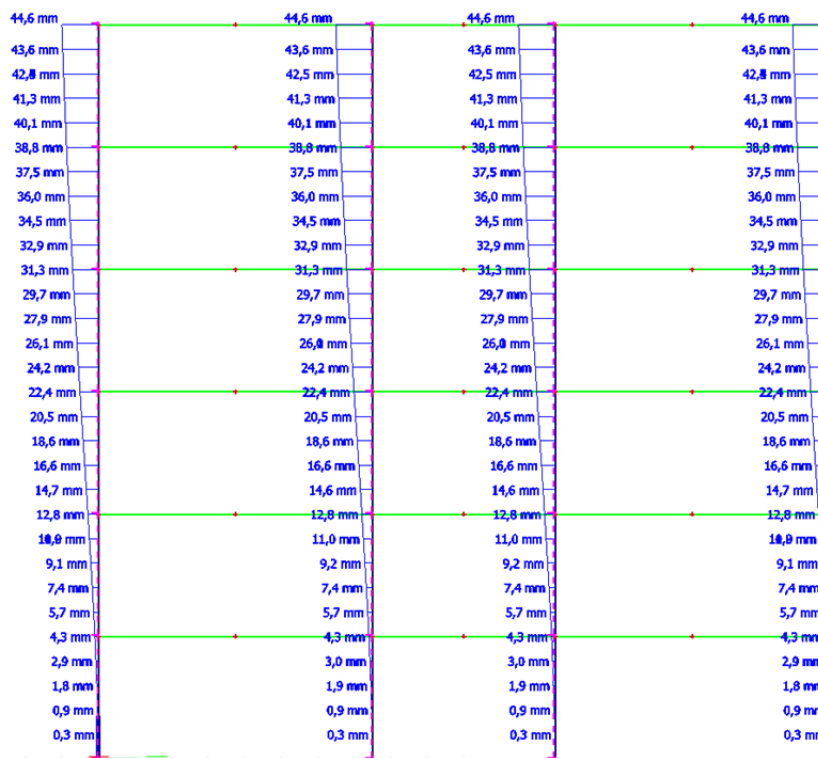 44,6 mm 44,6 mm 44,6 mm 44,6 mm
43,6 mm 43,6 mm 43,6 mm 43,6 mm
42,5 mm 42,5 mm
41,3 mm 41,3 mm 41,3 mm 41,3 mm
40,1 mm 40,1 mm 40,1 mm 40,1 mm
38,8 mm 38,8 mm 38,8 mm 38,8 mm
37,5 mm 37,5 mm 37,5 mm 37,5 mm
36,0 mm 36,0 mm 36,0 mm 36,0 mm
34,5 mm 34,5 mm 34,5 mm 34,5 mm
32,9 mm 32,9 mm 32,9 mm 32,9 mm
31,3 mm 31,3 mm 31,3 mm 31,3 mm
29,7 mm 29,7 mm 29,7 mm 29,7 mm
27,9 mm 27,9 mm 27,9 mm 27,9 mm
26,1 mm 26,1 mm
24,2 mm 24,2 mm 24,2 mm 24,2 mm
22,4 mm 22,4 mm 22,4 mm 22,4 mm
20,5 mm 20,5 mm 20,5 mm 20,5 mm
18,6 mm 18,6 mm 18,6 mm 18,6 mm
16,6 mm 16,6 mm 16,6 mm 16,6 mm
14,7 mm 14,6 mm 14,6 mm 14,7 mm
12,8 mm 12,8 mm 12,8 mm 12,8 mm
11,0 mm 11,0 mm
9,1 mm 9,2 mm 9,2 mm 9,1 mm
7,4 mm 7,4 mm 7,4 mm 7,4 mm
5,7 mm 5,7 mm 5,7 mm 5,7 mm
4,3 mm 4,3 mm 4,3 mm 4,3 mm
2,9 mm 3,0 mm 3,0 mm 2,9 mm
1,8 mm 1,9 mm 1,9 mm 1,8 mm
0,9 mm 0,9 mm 0,9 mm 0,9 mm
0,3 mm 0,3 mm 0,3 mm 0,3 mm